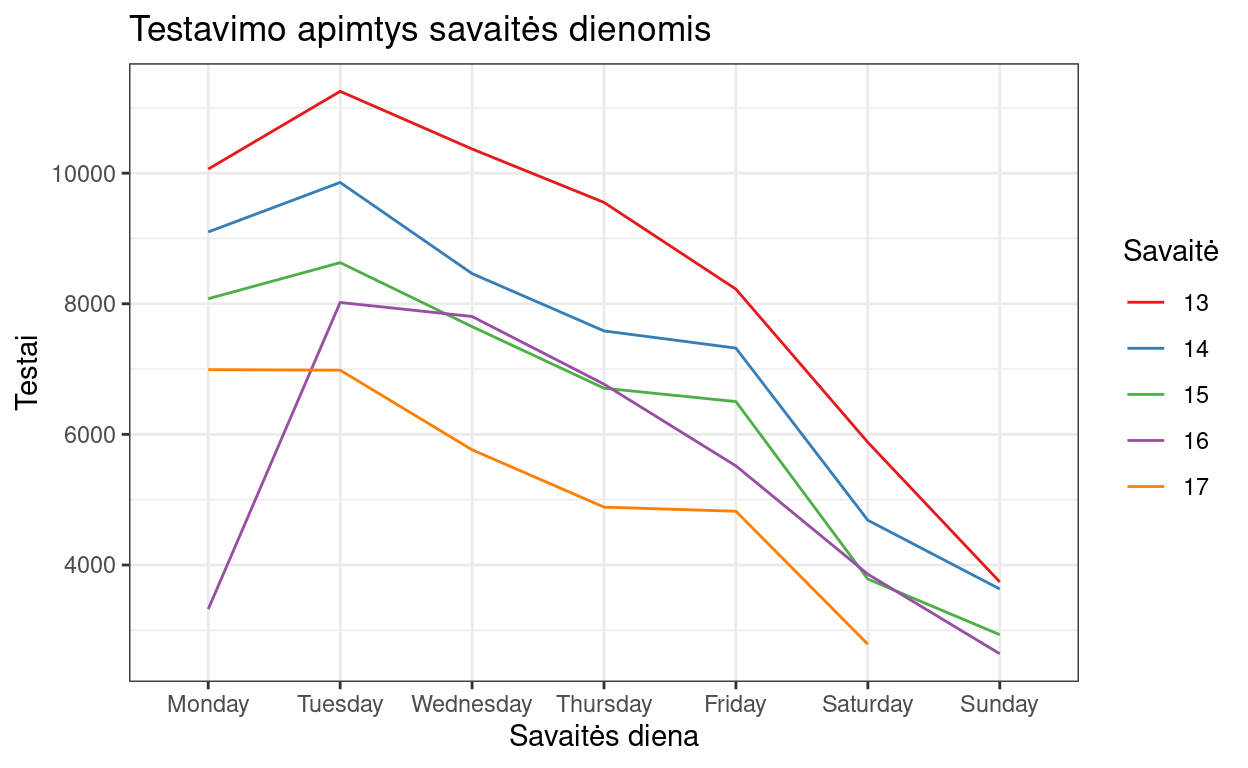 Testavimo apimtys savaitės dienomis
Testai
10000
8000
6000
4000
Monday Tuesday Wednesday Thursday Friday Saturday Sunday
Savaitės diena
Savaitė
13
14
15
16
17